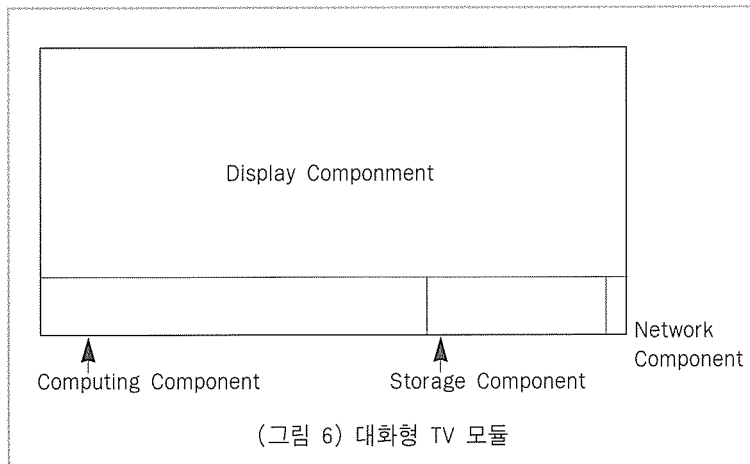 Display Componment
Network
Component
Computing Component
Storage Component
(그림 6) 대화형 TV 모듈